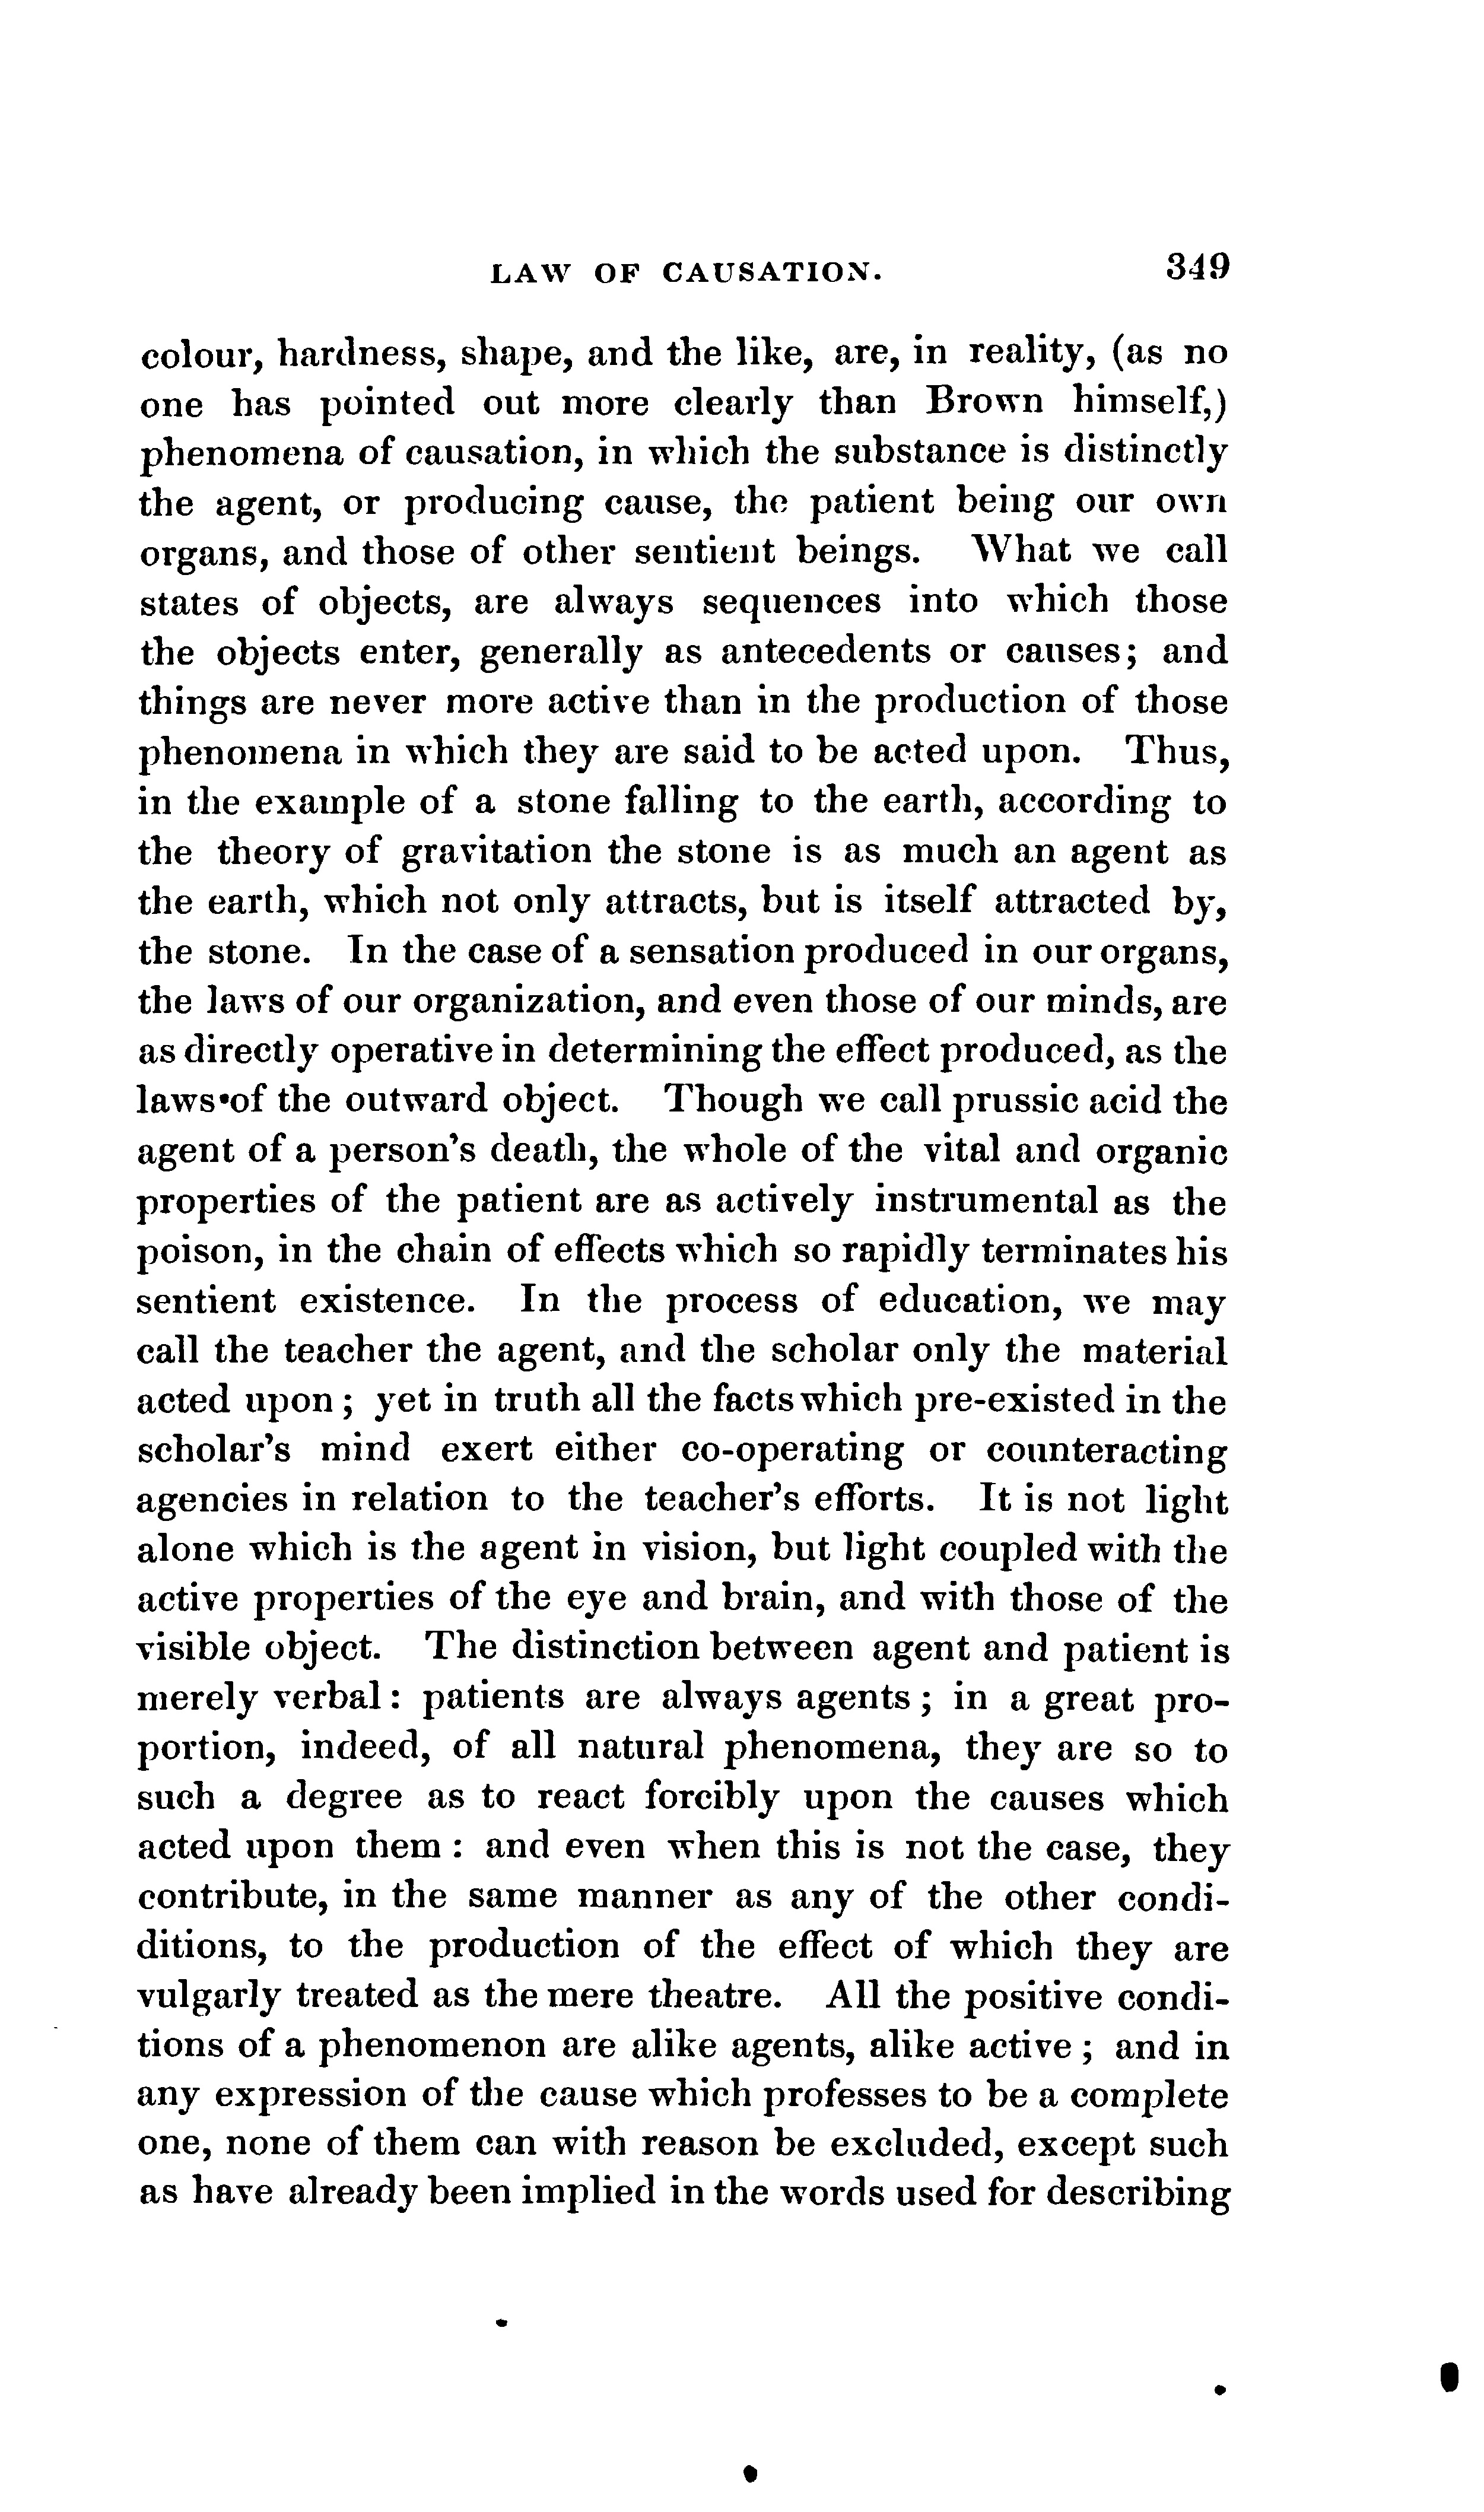 LAW OF CAUSATION. 349
colour, hardness, shape, and the like, are, in reality, (as no
one has pointed out more clearly than Brown himself,)
phenomena of causation, in which the substance is distinctly
the agent, or producing cause, the patient being our own
organs, and those of other sentient beings. What we call
states of objects, are always sequences into which those
the objects enter, generally as antecedents or causes; and
things are never more active than in the production of those
phenomena in which they are said to be acted upon. Thus,
in the example of a stone falling to the earth, according to
the theory of gravitation the stone is as much an agent as
the earth, which not only attracts, but is itself attracted by,
the stone. In the case of a sensation produced in our organs,
the laws of our organization, and even those of our minds, are
as directly operative in determining the effect produced, as the
laws of the outward object. Though we call prussic acid the
agent of a person's death, the whole of the vital and organic
properties of the patient are as actively instrumental as the
poison, in the chain of effects which so rapidly terminates his
sentient existence. In the process of education, we may
call the teacher the agent, and the scholar only the material
acted upon; yet in truth all the facts which pre-existed in the
scholar's mind exert either co-operating or counteracting
agencies in relation to the teacher's efforts. It is not light
alone which is the agent in vision, but light coupled with the
active properties of the eye and brain, and with those of the
visible object. The distinction between agent and patient is
merely verbal: patients are always agents; in a great pro-
portion, indeed, of all natural phenomena, they are so to
such a degree as to react forcibly upon the causes which
acted upon them: and even when this is not the case, they
contribute, in the same manner as any of the other condi-
ditions, to the production of the effect of which they are
vulgarly treated as the mere theatre. All the positive condi-
tions of a phenomenon are alike agents, alike active; and in
any expression of the cause which professes to be a complete
one, none of them can with reason be excluded, except such
as have already been implied in the words used for describing